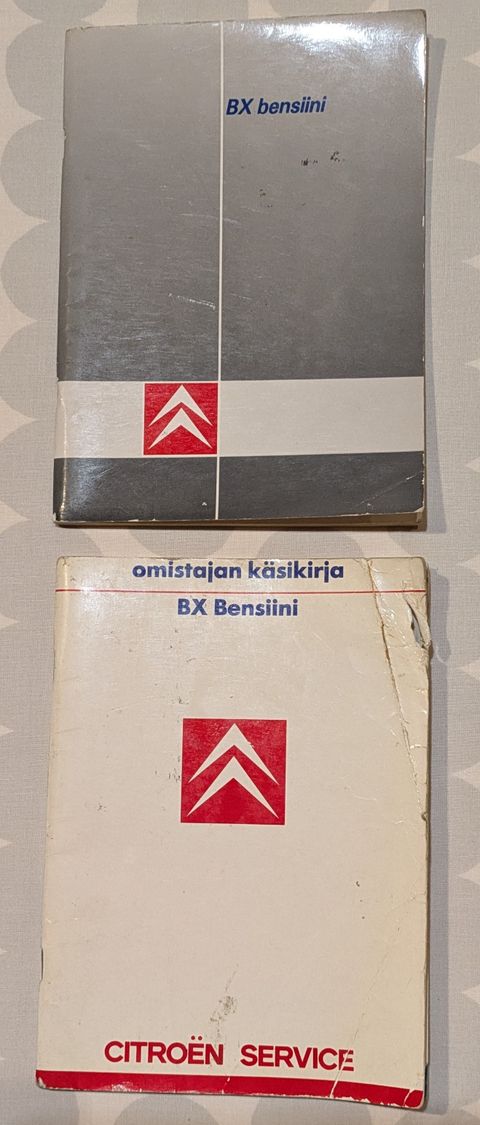 BX bensiini
omistajan käsikirja
BX Bensiini
CITROËN SERVICE